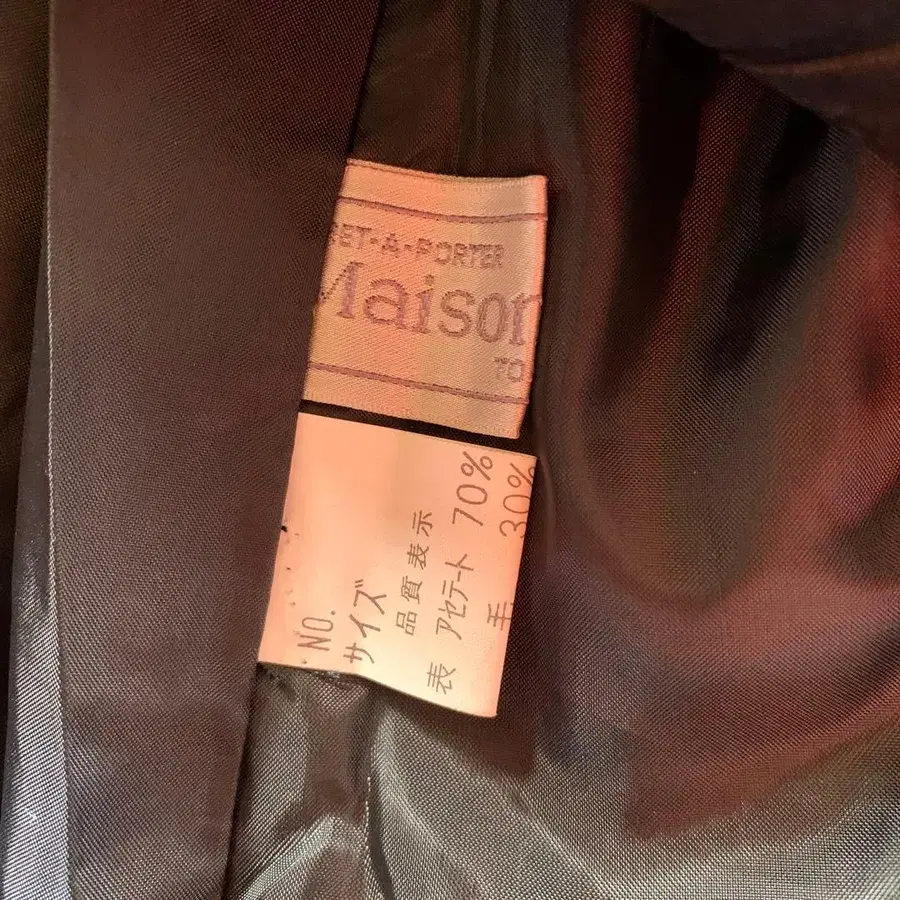 RET-A-PORTER
Maison
TO
NO.
サイズ
品質表示
表 アセテート 70%
毛 30%